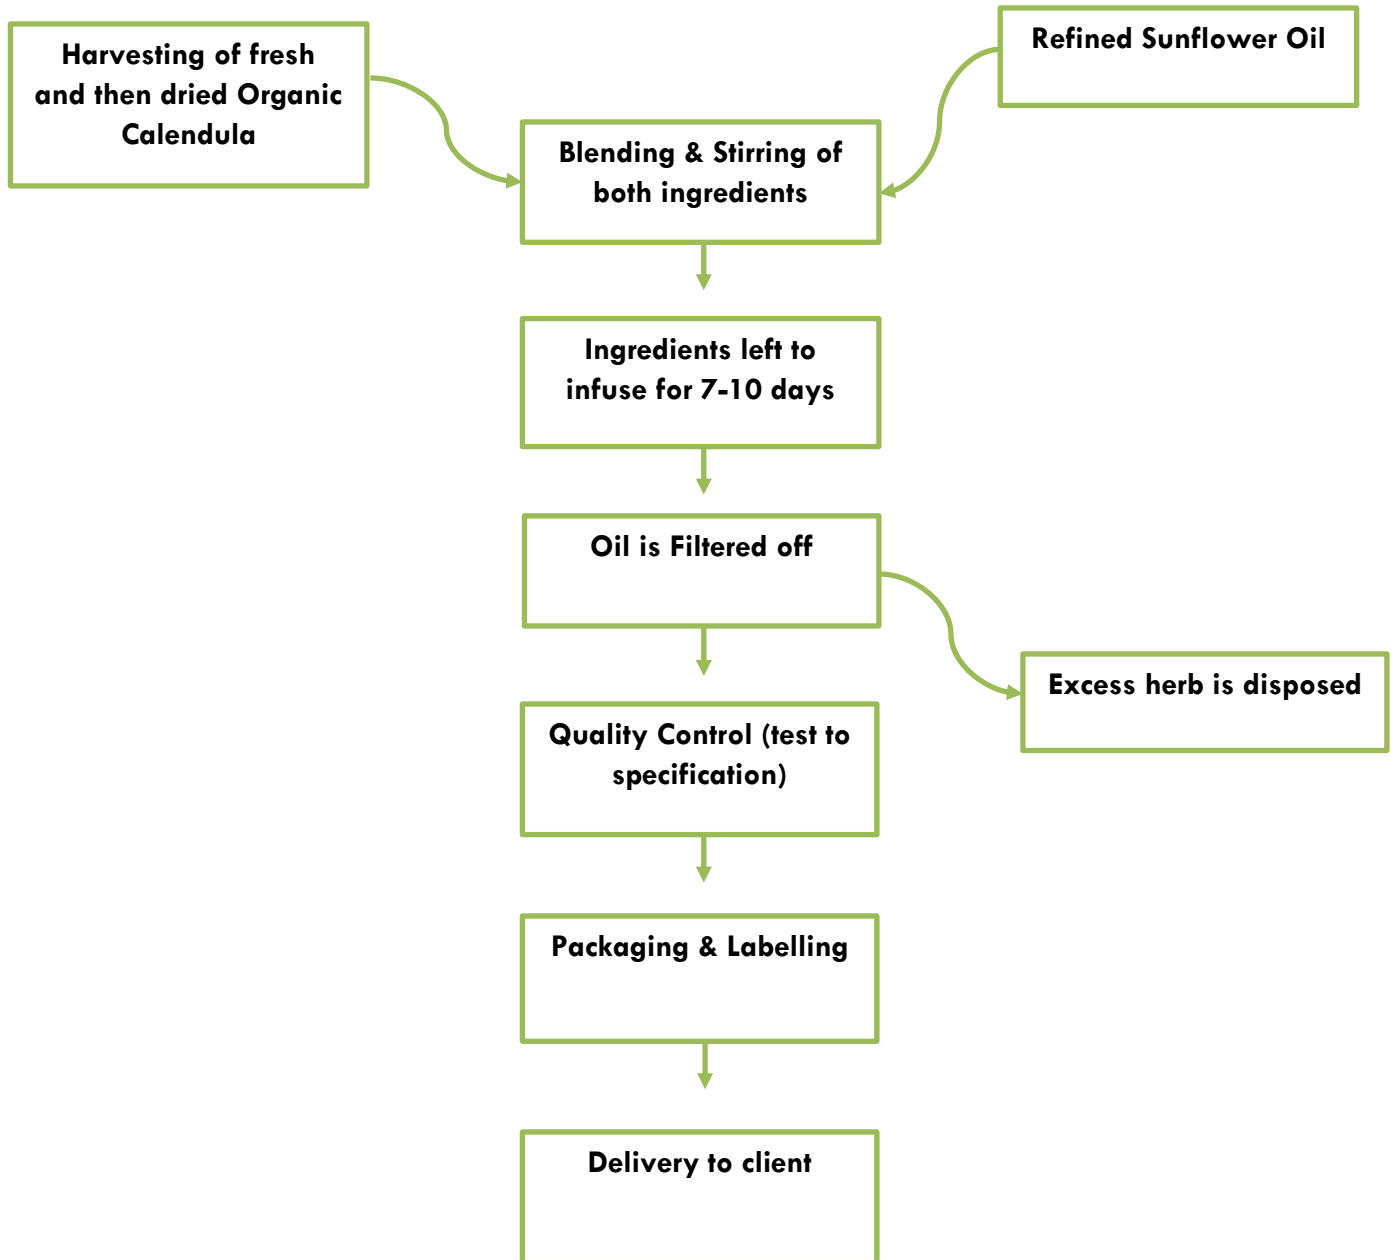 Harvesting of fresh
and then dried Organic
Calendula
Refined Sunflower Oil
Blending & Stirring of
both ingredients
Ingredients left to
infuse for 7-10 days
Oil is Filtered off
Excess herb is disposed
Quality Control (test to
specification)
Packaging & Labelling
Delivery to client